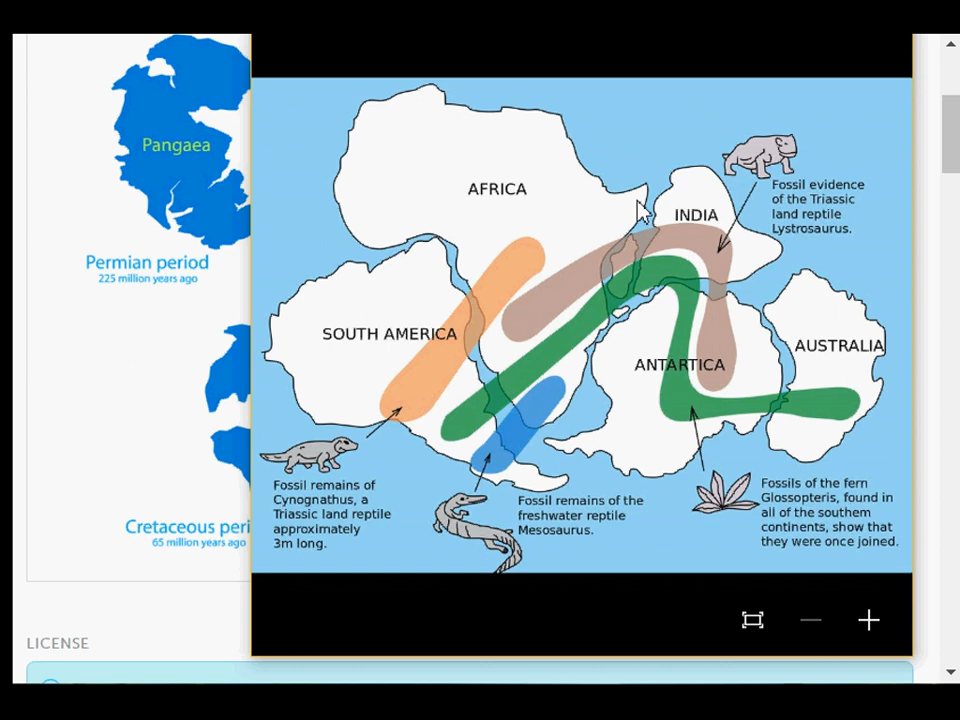 Pangaea
Permian period
225 million years ago
Cretaceous peri
65 million years ago
LICENSE
AFRICA
INDIA
SOUTH AMERICA
ANTARTICA
AUSTRALIA
Fossil evidence
of the Triassic
land reptile
Lystrosaurus.
Fossil remains of
Cynognathus, a
Triassic land reptile
approximately
3m long.
Fossil remains of the
freshwater reptile
Mesosaurus.
Fossils of the fern
Glossopteris, found in
all of the southern
continents, show that
they were once joined.